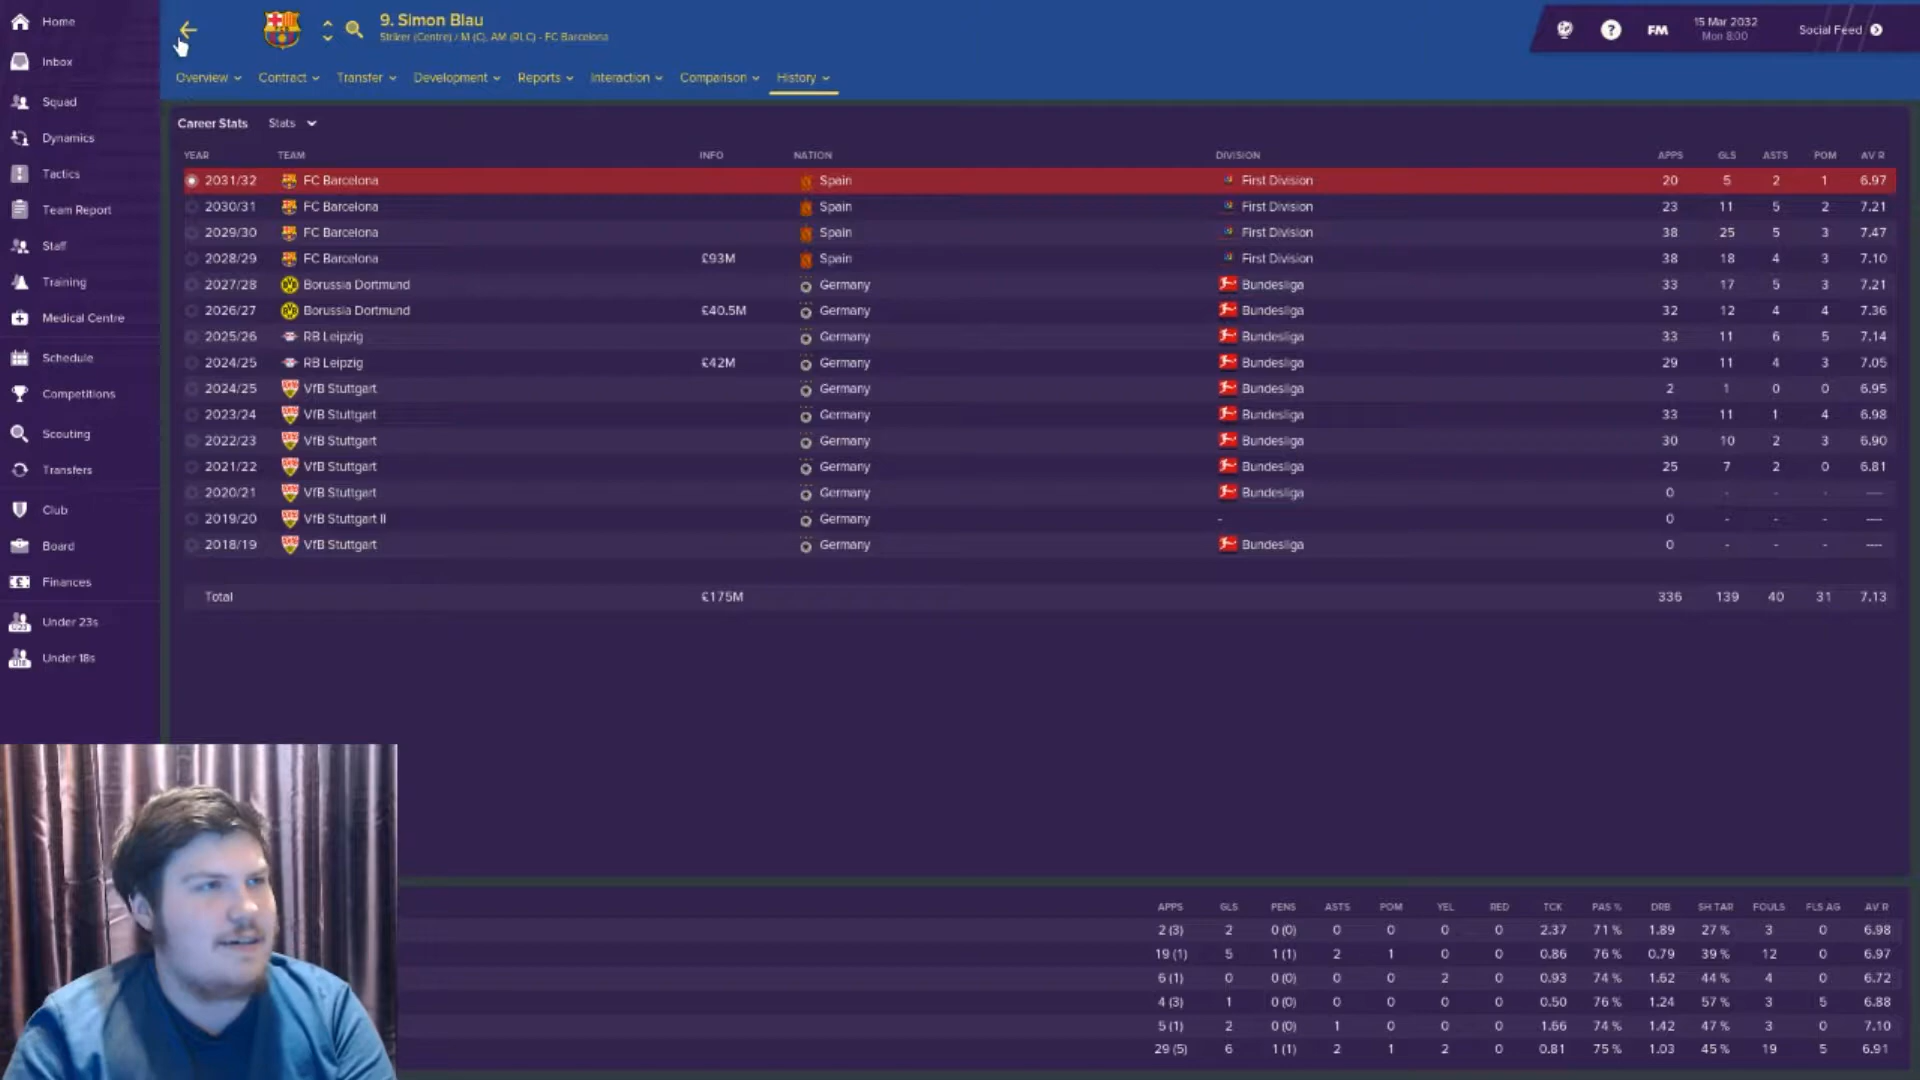 Home
Inbox
Squad
Dynamics
Tactics
Team Report
Staff
Training
Medical Centre
Schedule
Competitions
Scouting
Transfers
Club
Board
Finances
Under 23s
Under 18s
9. Simon Blau
Striker (Centre) / M (C), AM (RLC) - FC Barcelona
? FM 15 Mar 2032 Social Feed
Mon 8:00
Overview Contract Transfer Development Reports Interaction Comparison History
Career Stats Stats
YEAR TEAM INFO NATION DIVISION APPS GLS ASTS POM AV R
2031/32 FC Barcelona Spain First Division 20 5 2 1 6.97
2030/31 FC Barcelona Spain First Division 23 11 5 2 7.21
2029/30 FC Barcelona Spain First Division 38 25 5 3 7.47
2028/29 FC Barcelona £93M Spain First Division 38 18 4 3 7.10
2027/28 Borussia Dortmund Germany Bundesliga 33 17 5 3 7.21
2026/27 Borussia Dortmund £40.5M Germany Bundesliga 32 12 4 4 7.36
2025/26 RB Leipzig Germany Bundesliga 33 11 6 5 7.14
2024/25 RB Leipzig £42M Germany Bundesliga 29 11 4 3 7.05
2024/25 VfB Stuttgart Germany Bundesliga 2 1 0 0 6.95
2023/24 VfB Stuttgart Germany Bundesliga 33 11 1 4 6.98
2022/23 VfB Stuttgart Germany Bundesliga 30 10 2 3 6.90
2021/22 VfB Stuttgart Germany Bundesliga 25 7 2 0 6.81
2020/21 VfB Stuttgart Germany Bundesliga 0 - - - ----
2019/20 VfB Stuttgart II Germany - 0 - - - ----
2018/19 VfB Stuttgart Germany Bundesliga 0 - - - ----
Total £175M 336 139 40 31 7.13
APPS GLS PENS ASTS POM YEL RED TCK PAS % DRB SH TAR FOULS FLS AG AV R
2 (3) 2 0 (0) 0 0 0 0 2.37 71 % 1.89 27 % 3 0 6.98
19 (1) 5 1 (1) 2 1 0 0 0.86 76 % 0.79 39 % 12 0 6.97
6 (1) 0 0 (0) 0 0 2 0 0.93 74 % 1.62 44 % 4 0 6.72
4 (3) 1 0 (0) 0 0 0 0 0.50 76 % 1.24 57 % 3 5 6.88
5 (1) 2 0 (0) 1 0 0 0 1.66 74 % 1.42 47 % 3 0 7.10
29 (5) 6 1 (1) 2 1 2 0 0.81 75 % 1.03 45 % 19 5 6.91